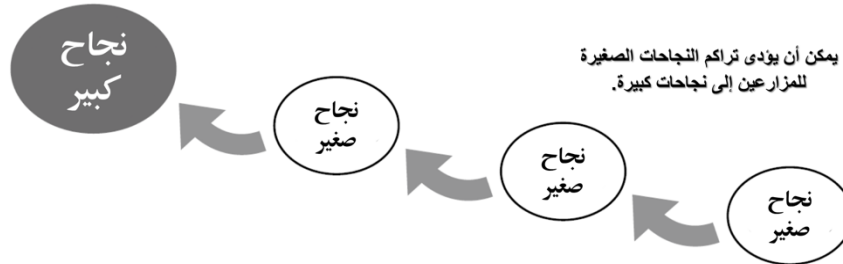 يمكن أن يؤدى تراكم النجاحات الصغيرة
للمزارعين إلى نجاحات كبيرة.
نجاح
صغير
نجاح
صغير
نجاح
صغير
نجاح
كبير